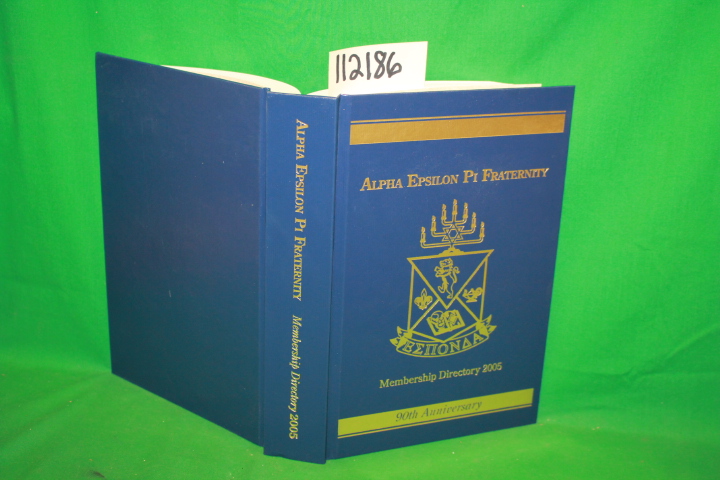 112186
ALPHA EPSILON PI FRATERNITY Membership Directory 2005
ALPHA EPSILON PI FRATERNITY
ΕΣΠΟΝΔΑ
Membership Directory 2005
90th Anniversary